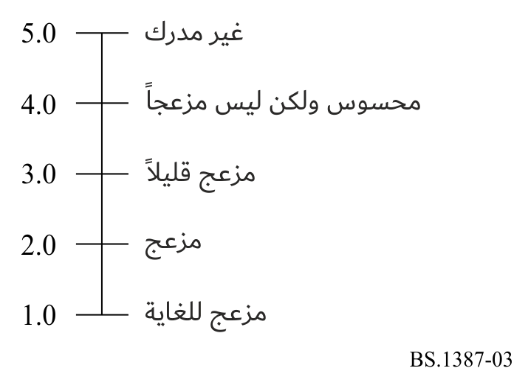 5.0 غير مدرك
4.0 محسوس ولكن ليس مزعجاً
3.0 مزعج قليلاً
2.0 مزعج
1.0 مزعج للغاية
BS.1387-03